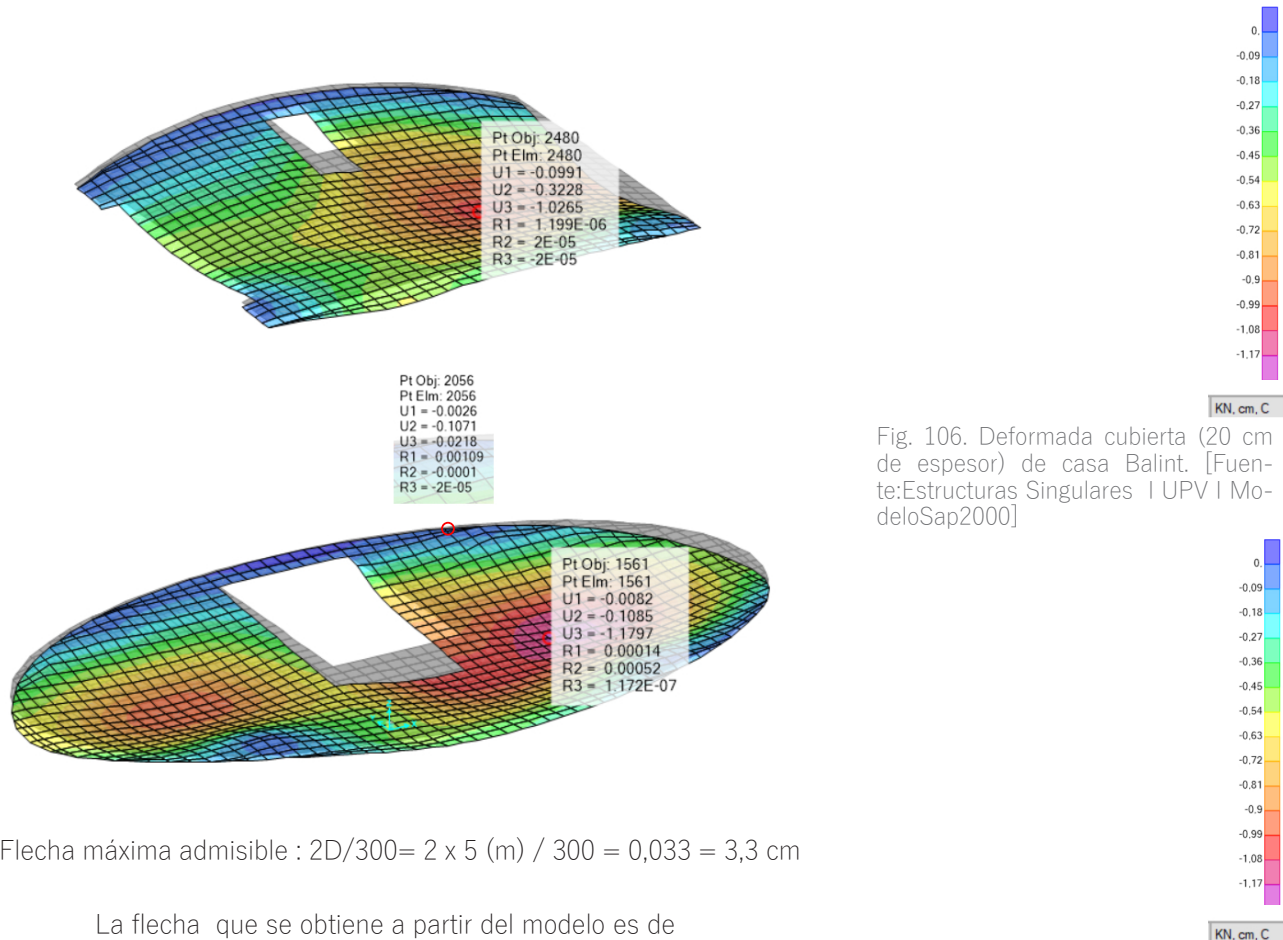 Pt Obj: 2480
Pt Elm: 2480
U1 = -0.0991
U2 = -0.3228
U3 = -1.0265
R1 = 1.199E-06
R2 = 2E-05
R3 = -2E-05
0,
-0.09
-0.18
-0.27
-0.36
-0.45
-0.54
-0.63
-0.72
-0.81
-0.9
-0.99
-1.08
-1.17
KN, cm, C
Pt Obj: 2056
Pt Elm: 2056
U1 = -0.0026
U2 = -0.1071
U3 = -0.0218
R1 = 0.00109
R2 = -0.0001
R3 = -2E-05
Fig. 106. Deformada cubierta (20 cm
de espesor) de casa Balint. [Fuen-
te:Estructuras Singulares I UPV I Mo-
deloSap2000]
Pt Obj: 1561
Pt Elm: 1561
U1 = -0.0082
U2 = -0.1085
U3 = -1.1797
R1 = 0.00014
R2 = 0.00052
R3 = 1.172E-07
0,
-0.09
-0.18
-0.27
-0.36
-0.45
-0.54
-0.63
-0.72
-0.81
-0.9
-0.99
-1.08
-1.17
KN, cm, C
Flecha máxima admisible : 2D/300= 2 x 5 (m) / 300 = 0,033 = 3,3 cm
La flecha que se obtiene a partir del modelo es de